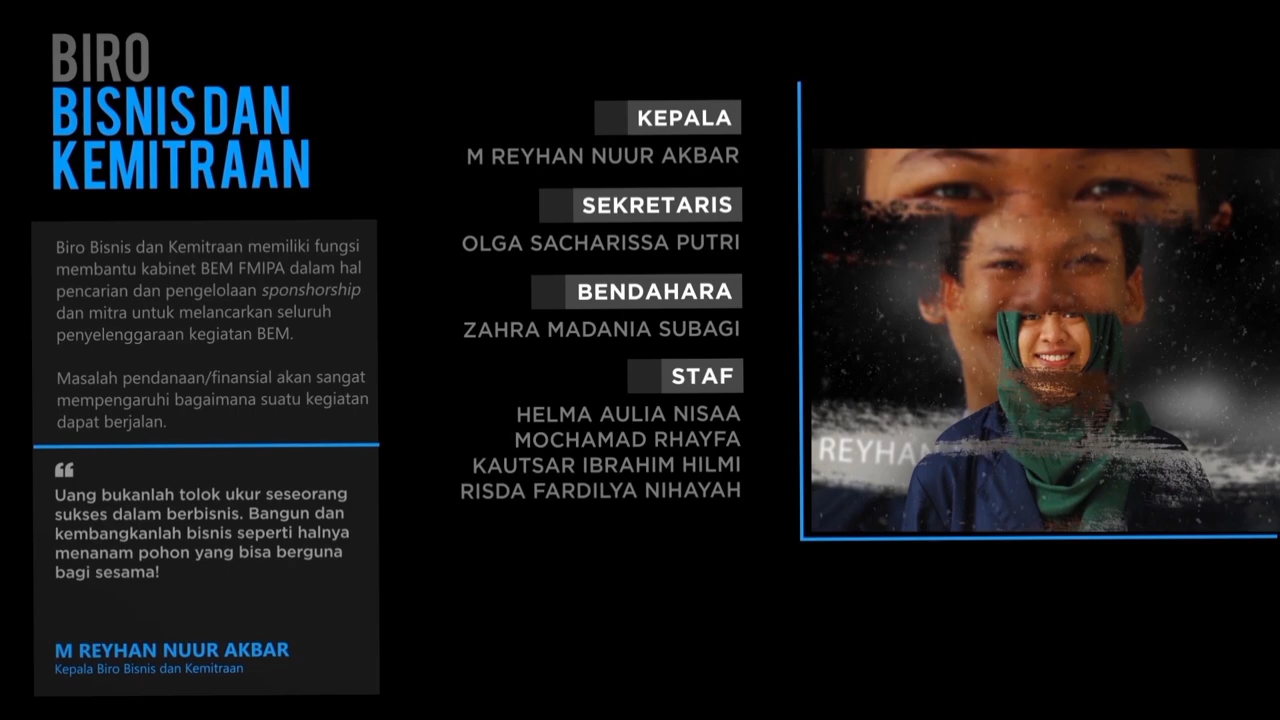 BIRO
BISNIS DAN
KEMITRAAN
Biro Bisnis dan Kemitraan memiliki fungsi
membantu kabinet BEM FMIPA dalam hal
pencarian dan pengelolaan sponshorship
dan mitra untuk melancarkan seluruh
penyelenggaraan kegiatan BEM.
Masalah pendanaan/finansial akan sangat
mempengaruhi bagaimana suatu kegiatan
dapat berjalan.
“
Uang bukanlah tolok ukur seseorang
sukses dalam berbisnis. Bangun dan
kembangkanlah bisnis seperti halnya
menanam pohon yang bisa berguna
bagi sesama!
M REYHAN NUUR AKBAR
Kepala Biro Bisnis dan Kemitraan
KEPALA
M REYHAN NUUR AKBAR
SEKRETARIS
OLGA SACHARISSA PUTRI
BENDAHARA
ZAHRA MADANIA SUBAGI
STAF
HELMA AULIA NISAA
MOCHAMAD RHAYFA
KAUTSAR IBRAHIM HILMI
RISDA FARDILYA NIHAYAH
REYHAN